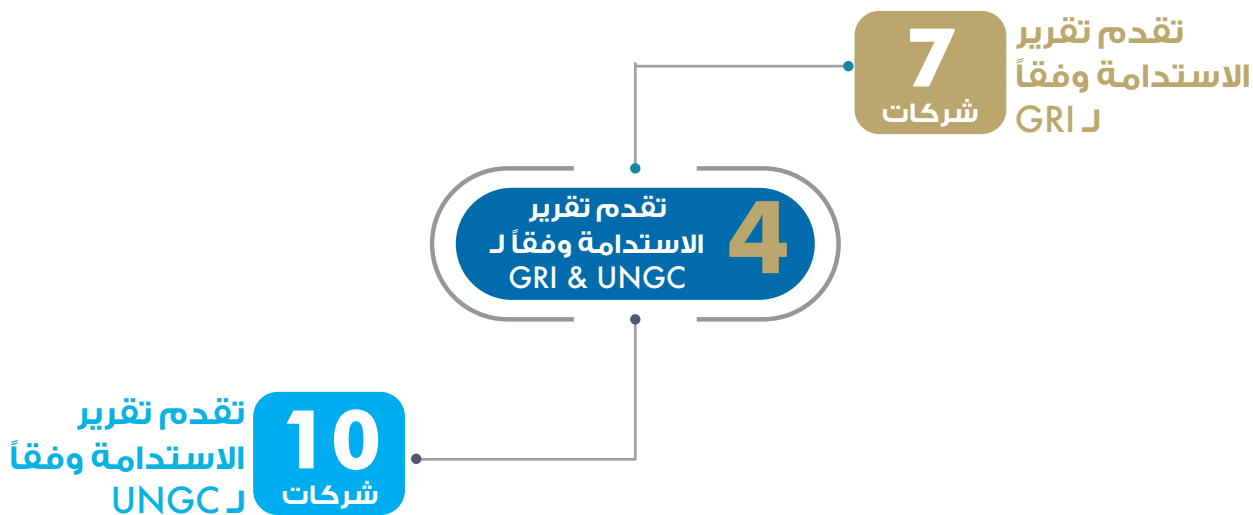 7
شركات
تقدم تقرير
الاستدامة وفقاً
لـ GRI
4
تقدم تقرير
الاستدامة وفقاً لـ
GRI & UNGC
10
شركات
تقدم تقرير
الاستدامة وفقاً
لـ UNGC